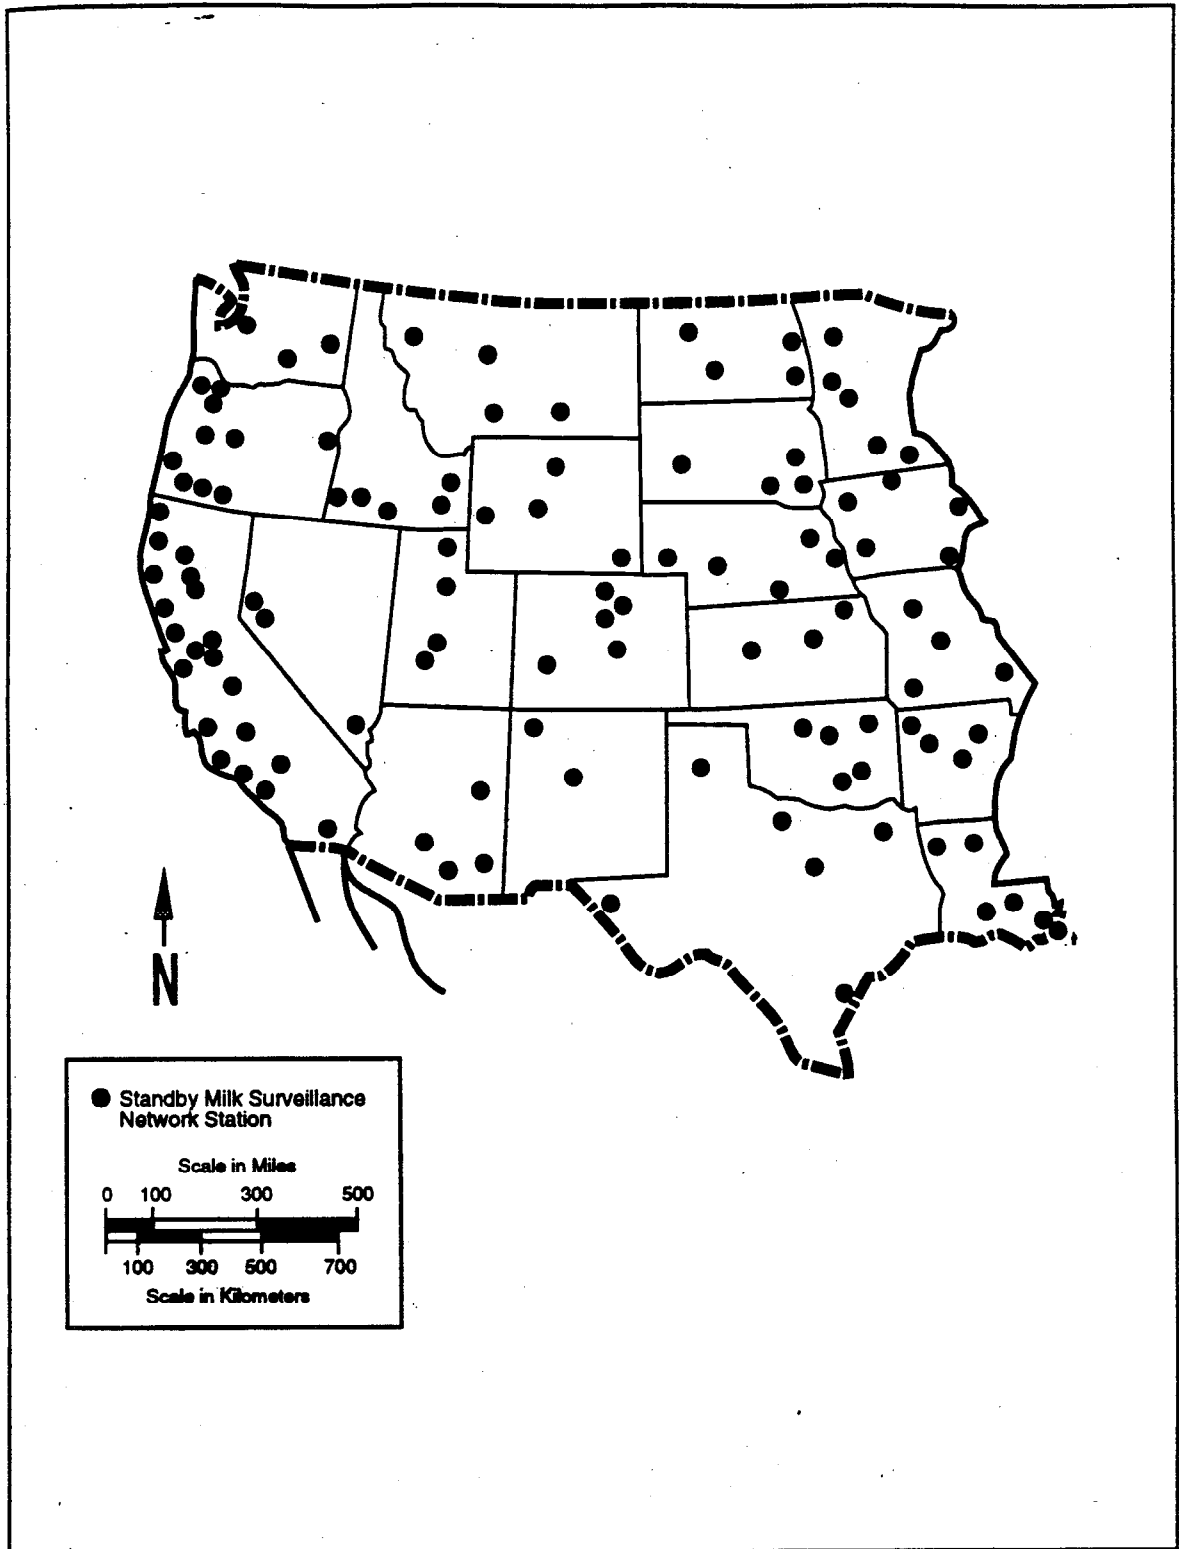 N
Standby Milk Surveillance
Network Station
Scale in Miles
0 100 300 500
100 300 500 700
Scale in Kilometers